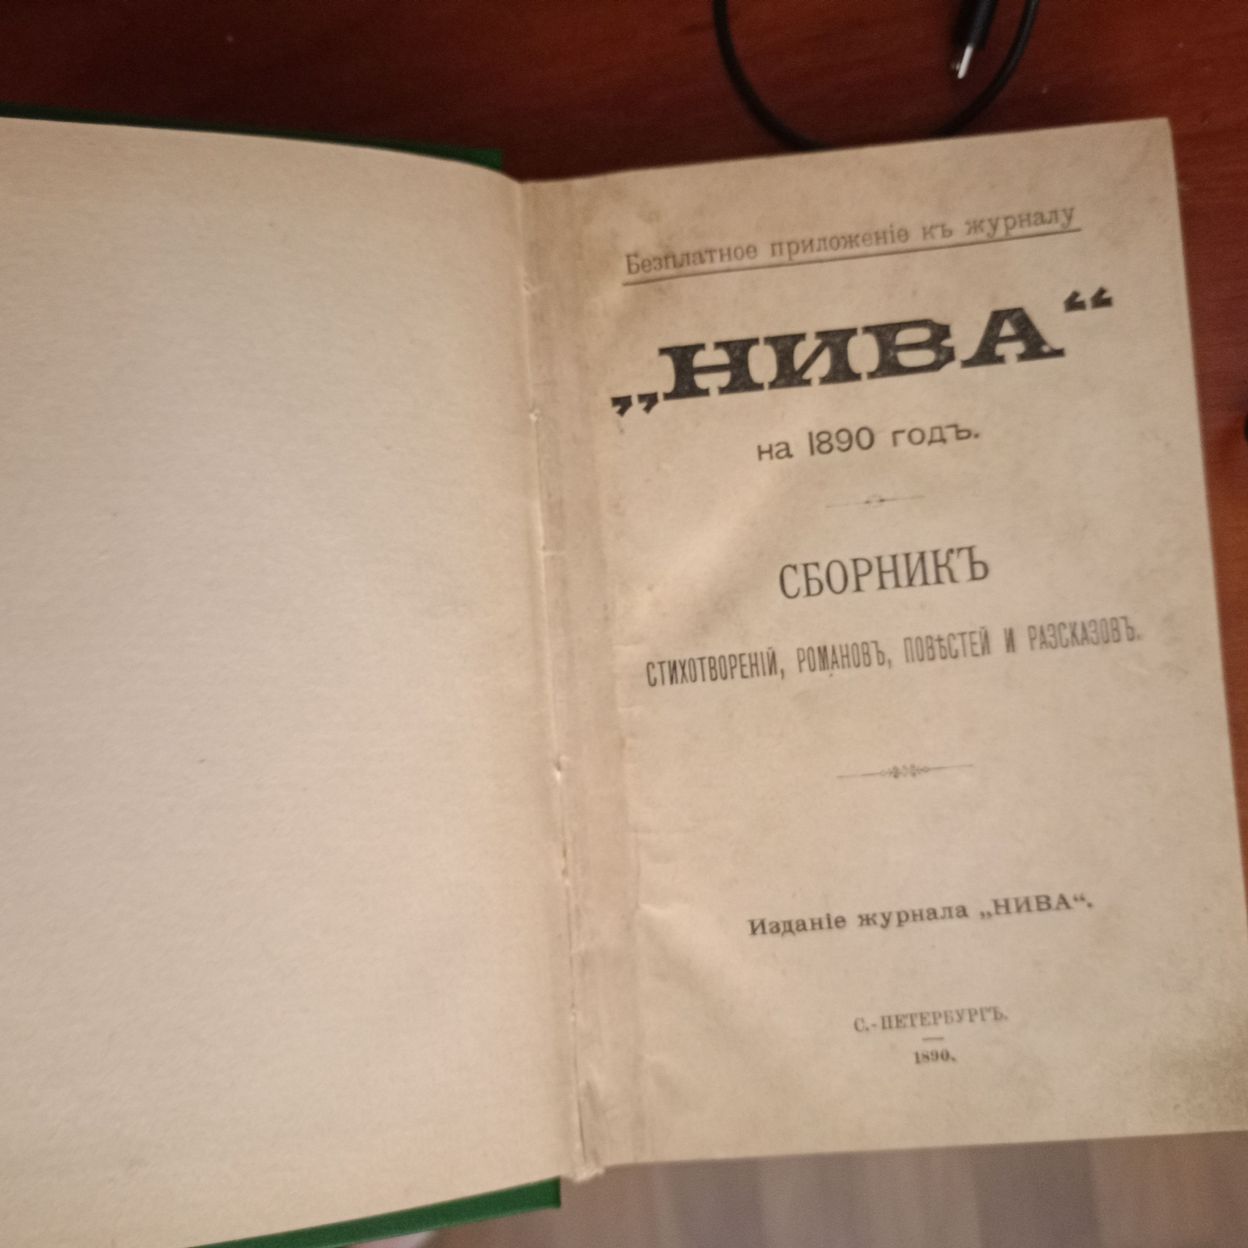 Безплатное приложеніе къ журналу
„НИВА“
на 1890 годъ.
СБОРНИКЪ
СТИХОТВОРЕНІЙ, РОМАНОВЪ, ПОВѢСТЕЙ И РАЗСКАЗОВЪ.
Изданіе журнала „НИВА“.
С.-ПЕТЕРБУРГЪ.
1890.